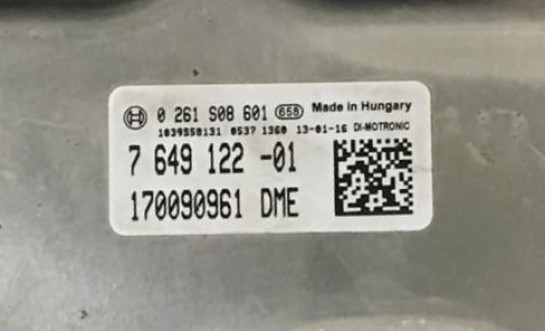 0 261 S08 601 658 Made in Hungary
1039S58131 0537 1360 13-01-16 DI-MOTRONIC
7 649 122 -01
170090961 DME